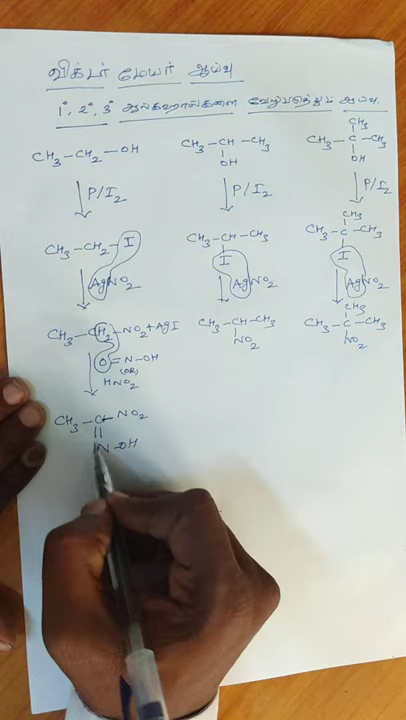 விக்டர் மேயர் ஆய்வு
1°, 2°, 3° ஆல்கஹால்களை வேறுபடுத்தும் ஆய்வு.
CH₃-CH₂-OH
P/I₂
CH₃-CH₂-I
AgNO₂
CH₃-CH₂-NO₂+AgI
O=N-OH
(OR)
HNO₂
CH₃-C-NO₂
||
N-OH
CH₃-CH-CH₃
|
OH
P/I₂
CH₃-CH-CH₃
|
I
AgNO₂
CH₃-CH-CH₃
|
NO₂
CH₃
|
CH₃-C-CH₃
|
OH
P/I₂
CH₃
|
CH₃-C-CH₃
|
I
AgNO₂
CH₃
|
CH₃-C-CH₃
|
NO₂